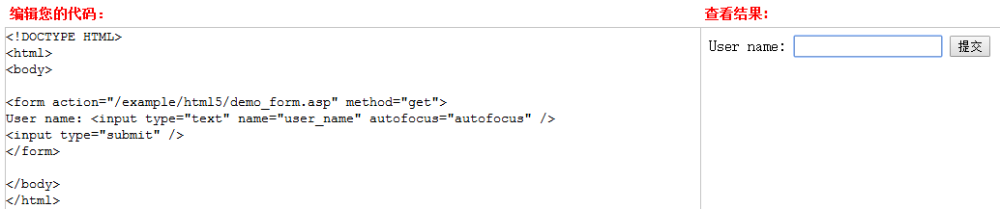 编辑您的代码：
查看结果：
<!DOCTYPE HTML>
<html>
<body>
<form action="/example/html5/demo_form.asp" method="get">
User name: <input type="text" name="user_name" autofocus="autofocus" />
<input type="submit" />
</form>
</body>
</html>
User name:
提交